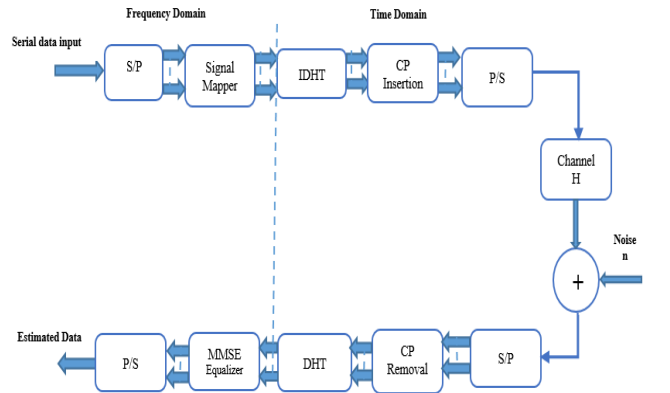 Frequency Domain
Time Domain
Serial data input
S/P
Signal
Mapper
IDHT
CP
Insertion
P/S
Channel
H
Noise
n
+
Estimated Data
P/S
MMSE
Equalizer
DHT
CP
Removal
S/P